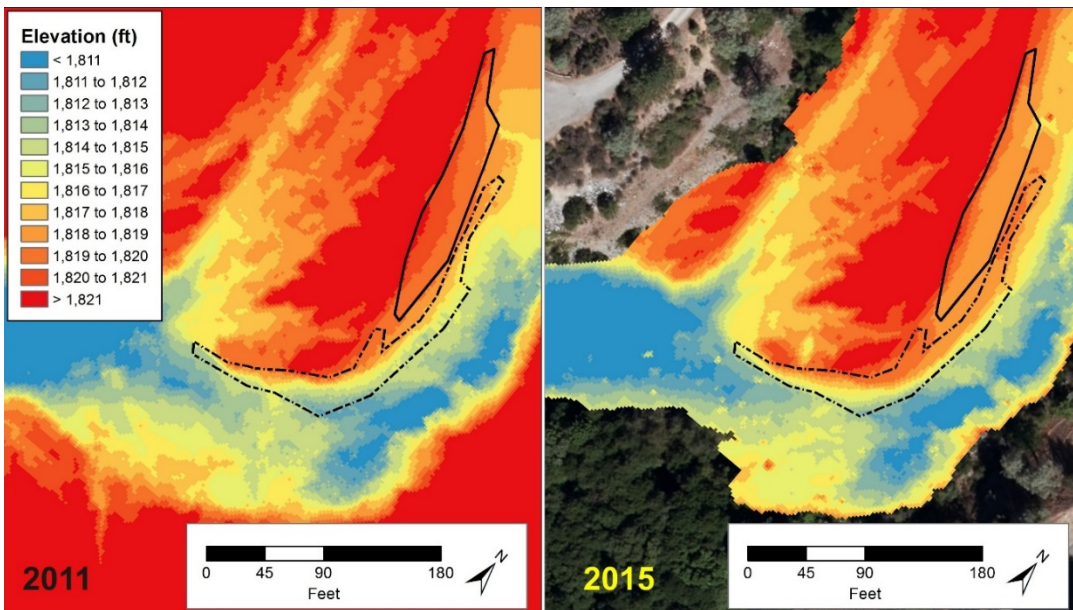 Elevation (ft)
< 1,811
1,811 to 1,812
1,812 to 1,813
1,813 to 1,814
1,814 to 1,815
1,815 to 1,816
1,816 to 1,817
1,817 to 1,818
1,818 to 1,819
1,819 to 1,820
1,820 to 1,821
> 1,821
2011
0 45 90 180
Feet
N
2015
0 45 90 180
Feet
N